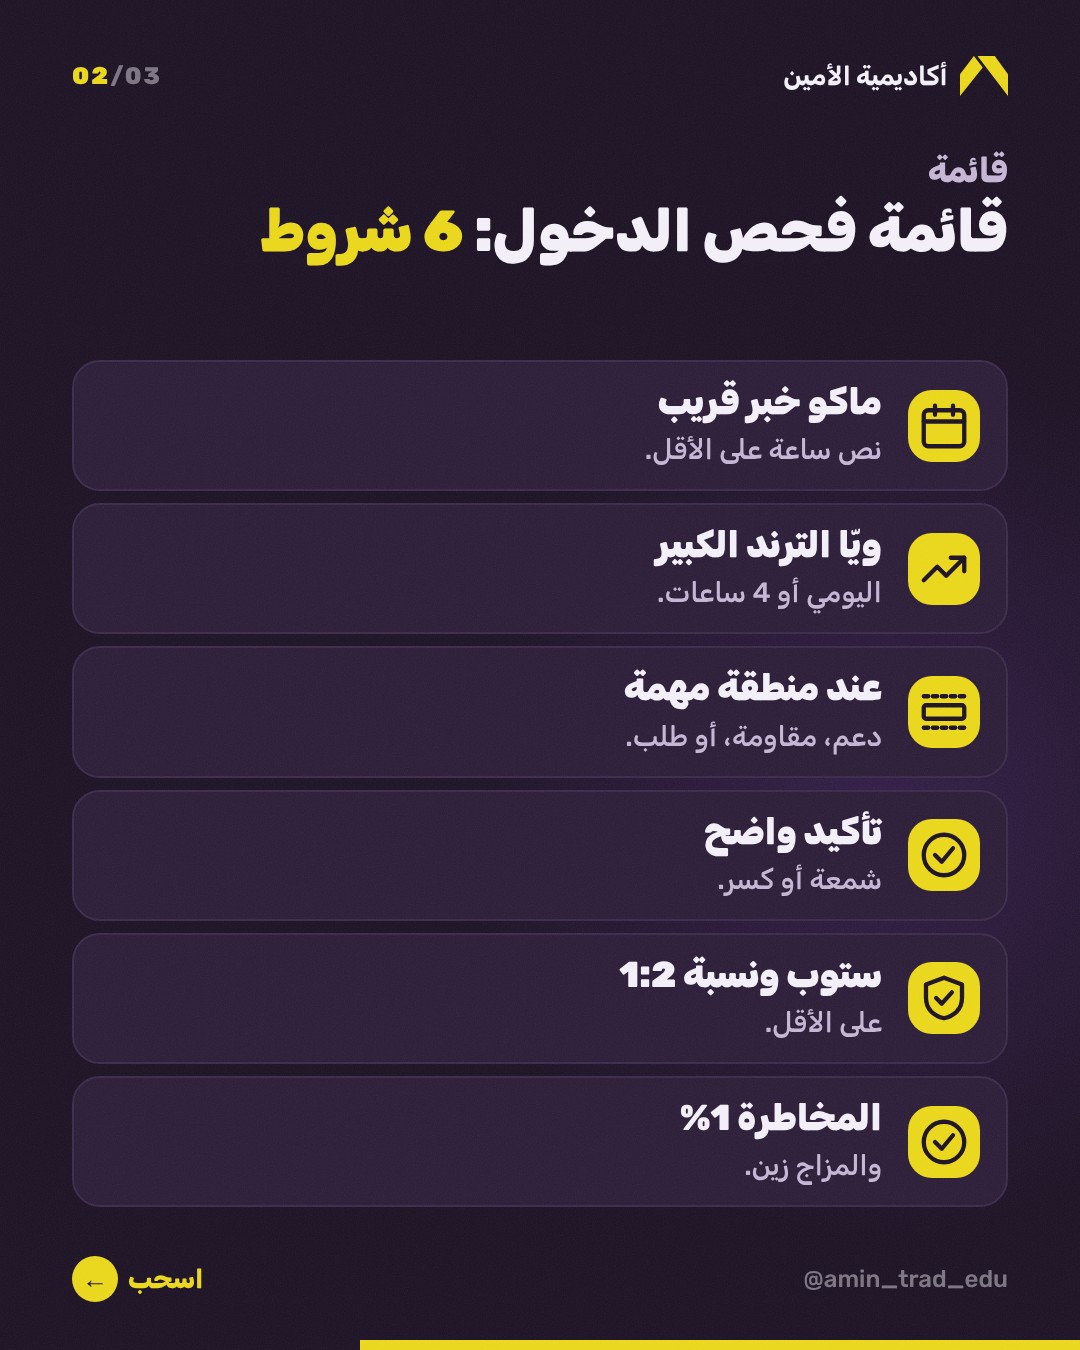 أكاديمية الأمين
02/03
قائمة
قائمة فحص الدخول: 6 شروط
ماكو خبر قريب
نص ساعة على الأقل.
ويّا الترند الكبير
اليومي أو 4 ساعات.
عند منطقة مهمة
دعم، مقاومة، أو طلب.
تأكيد واضح
شمعة أو كسر.
ستوب ونسبة 1:2
على الأقل.
المخاطرة 1%
والمزاج زين.
@amin_trad_edu
اسحب ←